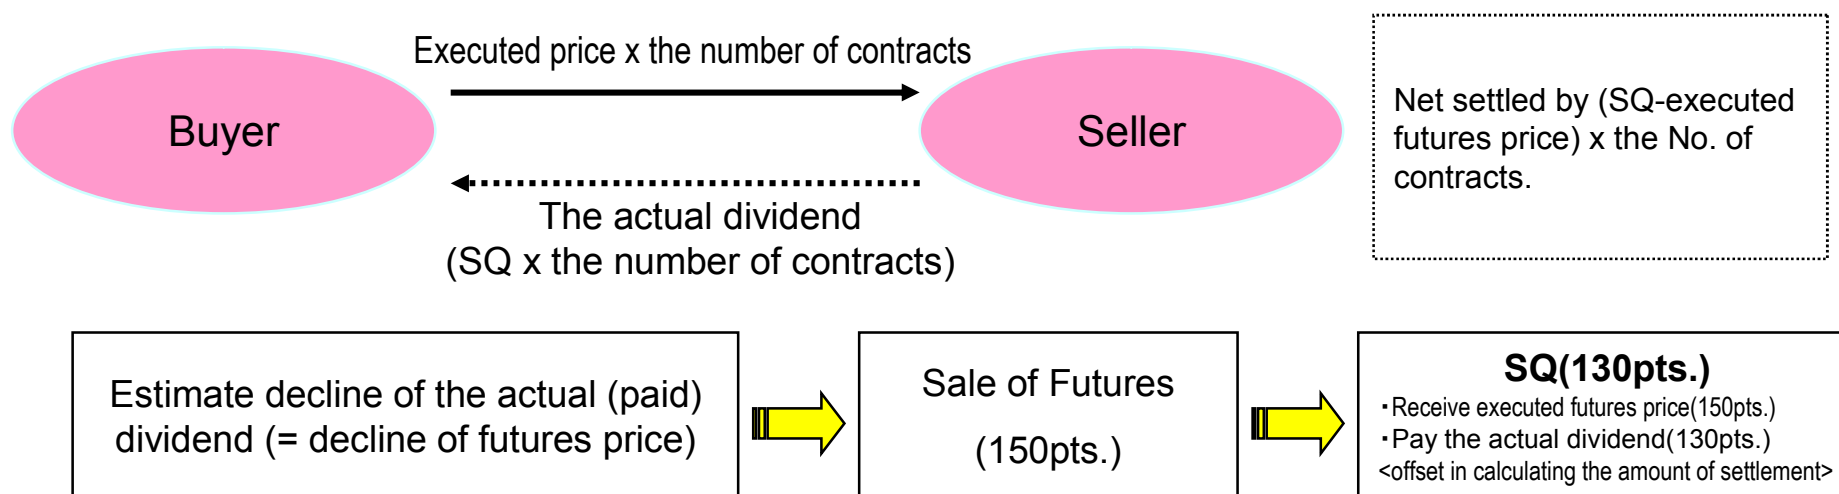 Executed price x the number of contracts
Buyer
Seller
The actual dividend
(SQ x the number of contracts)
Net settled by (SQ-executed
futures price) x the No. of
contracts.
Estimate decline of the actual (paid)
dividend (= decline of futures price)
Sale of Futures
(150pts.)
SQ(130pts.)
・Receive executed futures price(150pts.)
・Pay the actual dividend(130pts.)
<offset in calculating the amount of settlement>